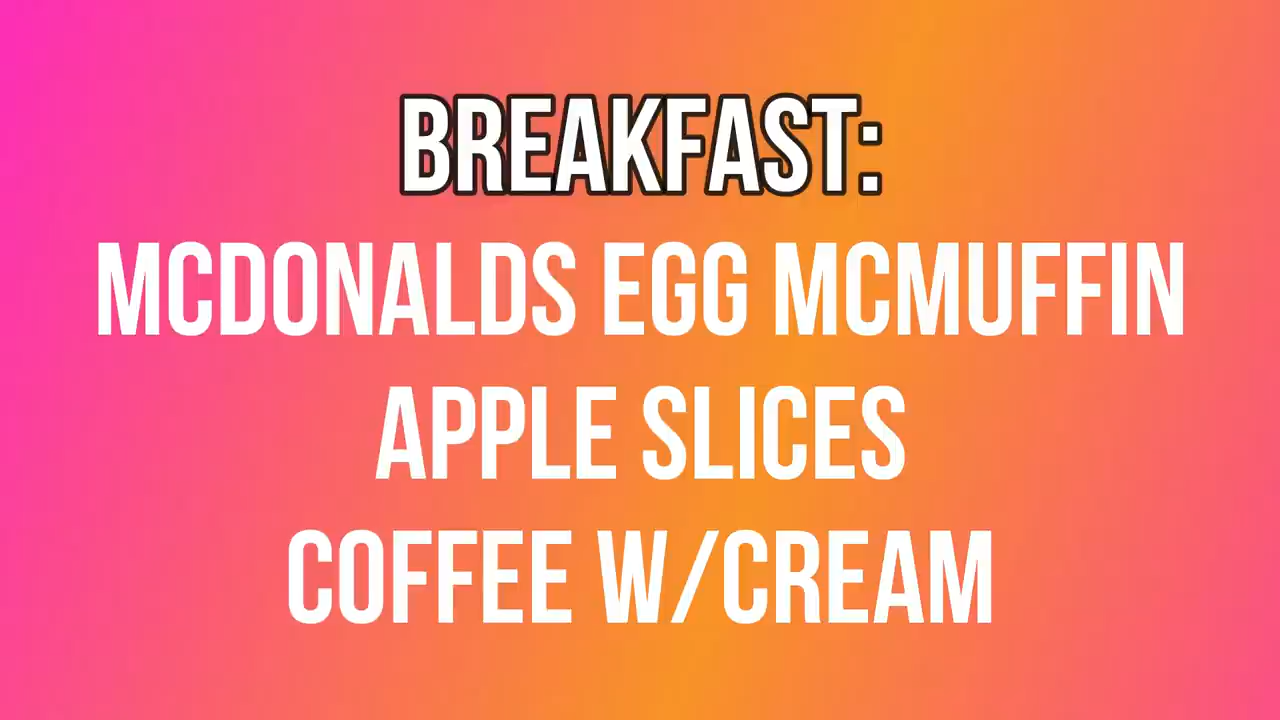 BREAKFAST:
MCDONALDS EGG MCMUFFIN
APPLE SLICES
COFFEE W/CREAM